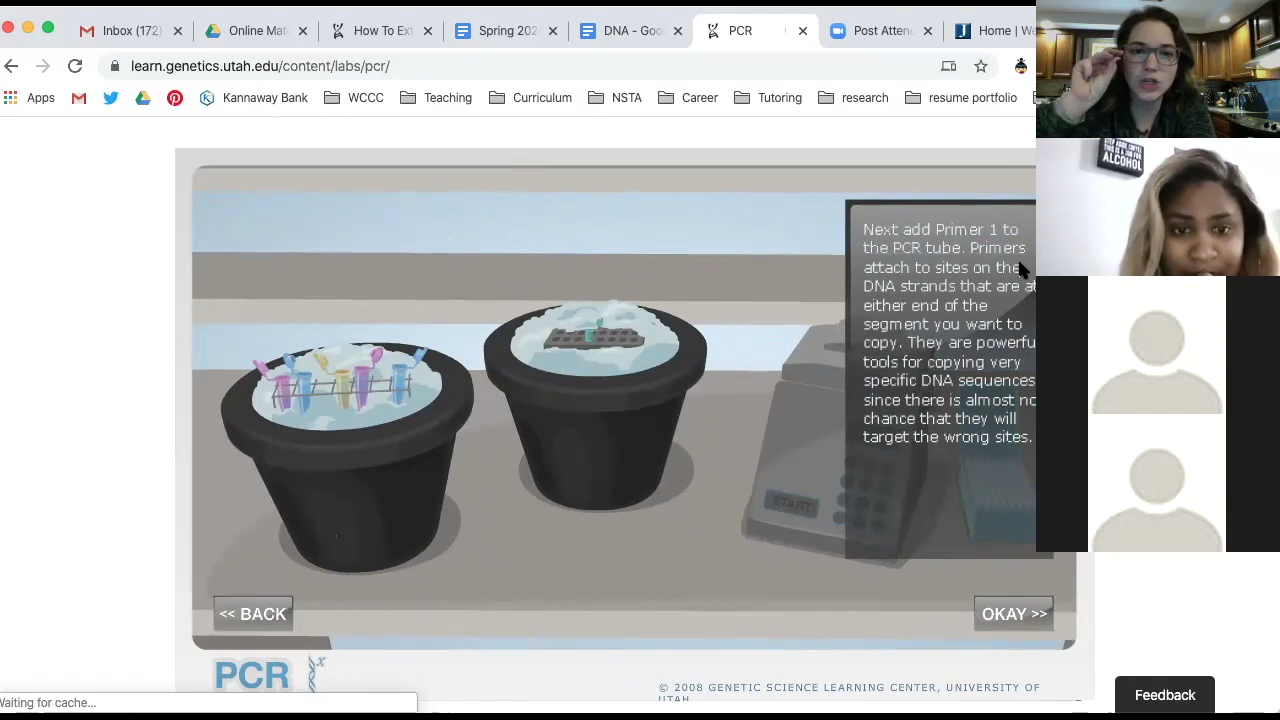 Inbox (172)
Online Mat
How To Ex
Spring 202
DNA - Goo
PCR
Post Atten
Home | We
learn.genetics.utah.edu/content/labs/pcr/
Apps
Kannaway Bank
WCCC
Teaching
Curriculum
NSTA
Career
Tutoring
research
resume portfolio
ALCOHOL
Next add Primer 1 to
the PCR tube. Primers
attach to sites on the
DNA strands that are at
either end of the
segment you want to
copy. They are powerfu
tools for copying very
specific DNA sequences
since there is almost no
chance that they will
target the wrong sites.
START
<< BACK
OKAY >>
PCR
x
© 2008 GENETIC SCIENCE LEARNING CENTER, UNIVERSITY OF
UTAH
Waiting for cache...
Feedback